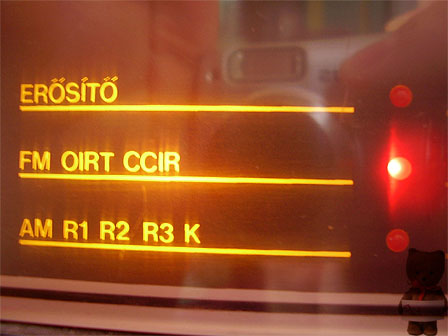 ERŐSÍTŐ
FM OIRT CCIR
AM R1 R2 R3 K